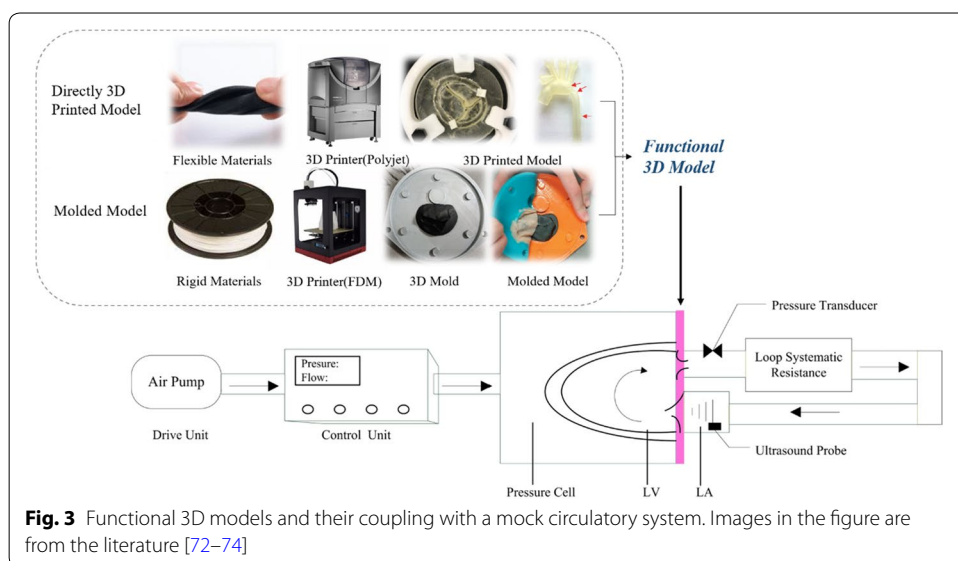 Directly 3D
Printed Model
Flexible Materials
3D Printer(Polyjet)
3D Printed Model
Functional
3D Model
Molded Model
Rigid Materials
3D Printer(FDM)
3D Mold
Molded Model
Pressure Transducer
Air Pump
Presure:
Flow:
Loop Systematic
Resistance
Drive Unit
Control Unit
Ultrasound Probe
Pressure Cell
LV
LA
Fig. 3 Functional 3D models and their coupling with a mock circulatory system. Images in the figure are
from the literature [72–74]